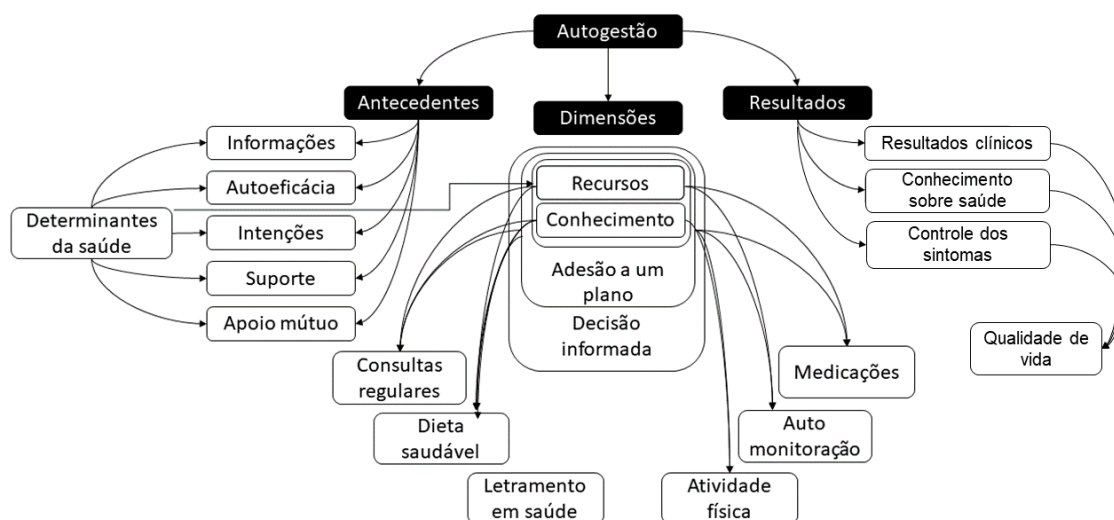 Autogestão
Antecedentes
Dimensões
Resultados
Informações
Autoeficácia
Determinantes
da saúde
Intenções
Suporte
Apoio mútuo
Recursos
Conhecimento
Adesão a um
plano
Decisão
informada
Consultas
regulares
Dieta
saudável
Letramento
em saúde
Atividade
física
Auto
monitoração
Medicações
Resultados clínicos
Conhecimento
sobre saúde
Controle dos
sintomas
Qualidade de
vida